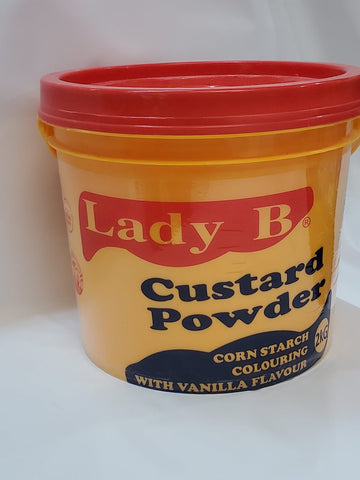 Lady B®
Custard
Powder
CORN STARCH
COLOURING
WITH VANILLA FLAVOUR
2KG